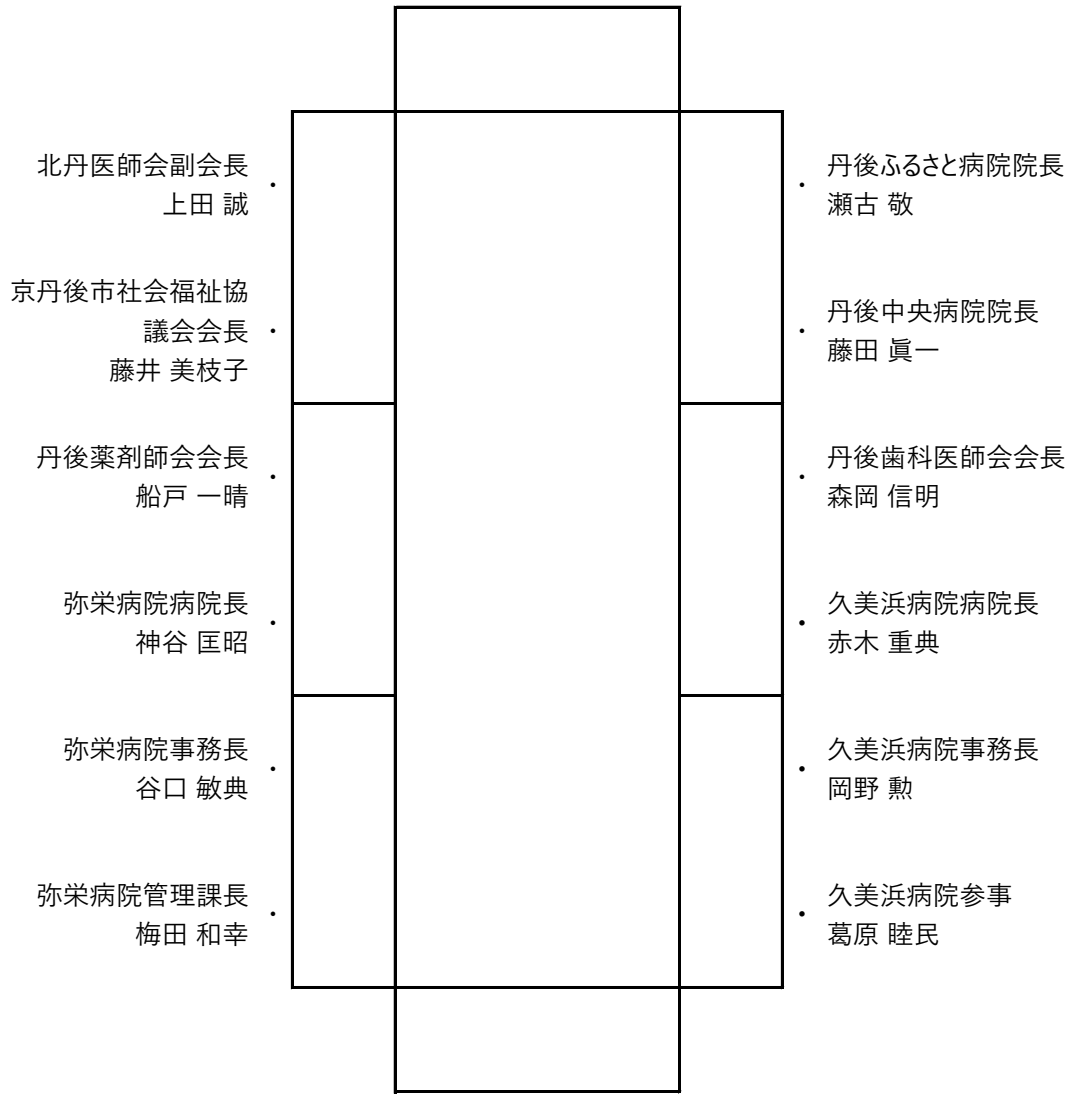 北丹医師会副会長
上田 誠
京丹後市社会福祉協
議会会長
藤井 美枝子
丹後薬剤師会会長
船戸 一晴
弥栄病院病院長
神谷 匡昭
弥栄病院事務長
谷口 敏典
弥栄病院管理課長
梅田 和幸
丹後ふるさと病院院長
瀬古 敬
丹後中央病院院長
藤田 眞一
丹後歯科医師会会長
森岡 信明
久美浜病院病院長
赤木 重典
久美浜病院事務長
岡野 勲
久美浜病院参事
葛原 睦民